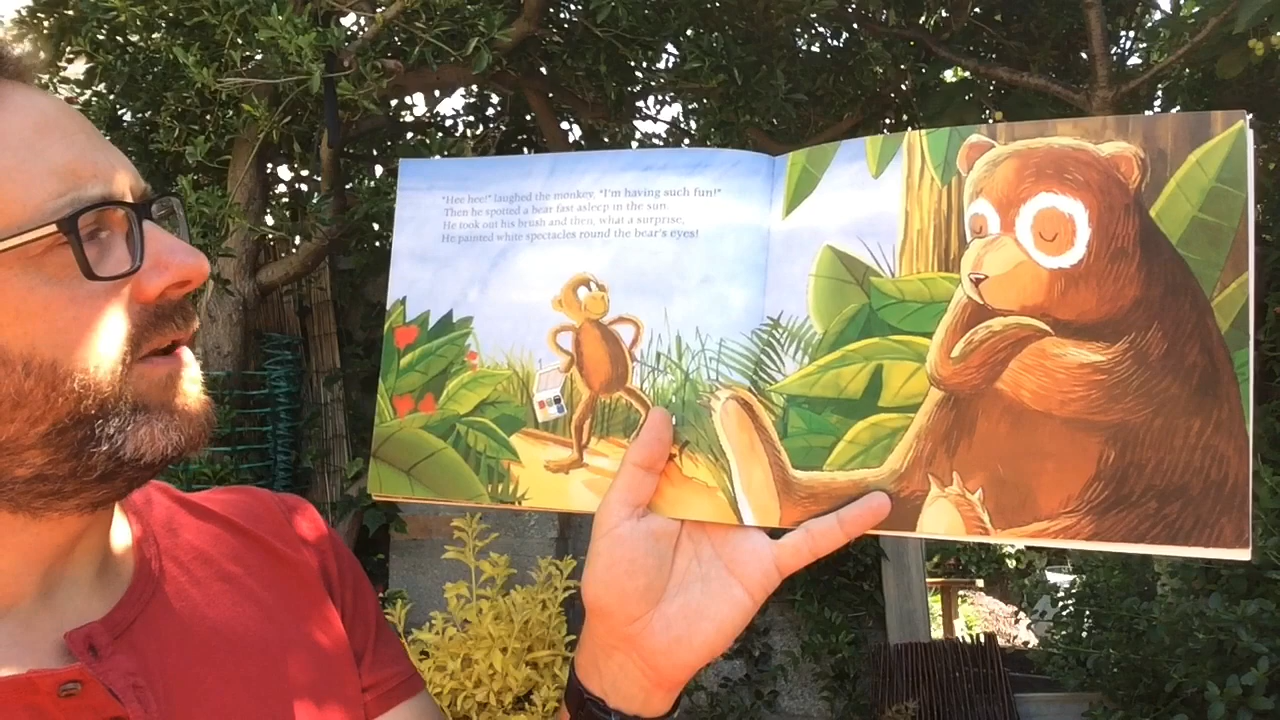 "Hee hee!" laughed the monkey, "I'm having such fun!"
Then he spotted a bear fast asleep in the sun.
He took out his brush and then, what a surprise,
He painted white spectacles round the bear's eyes!